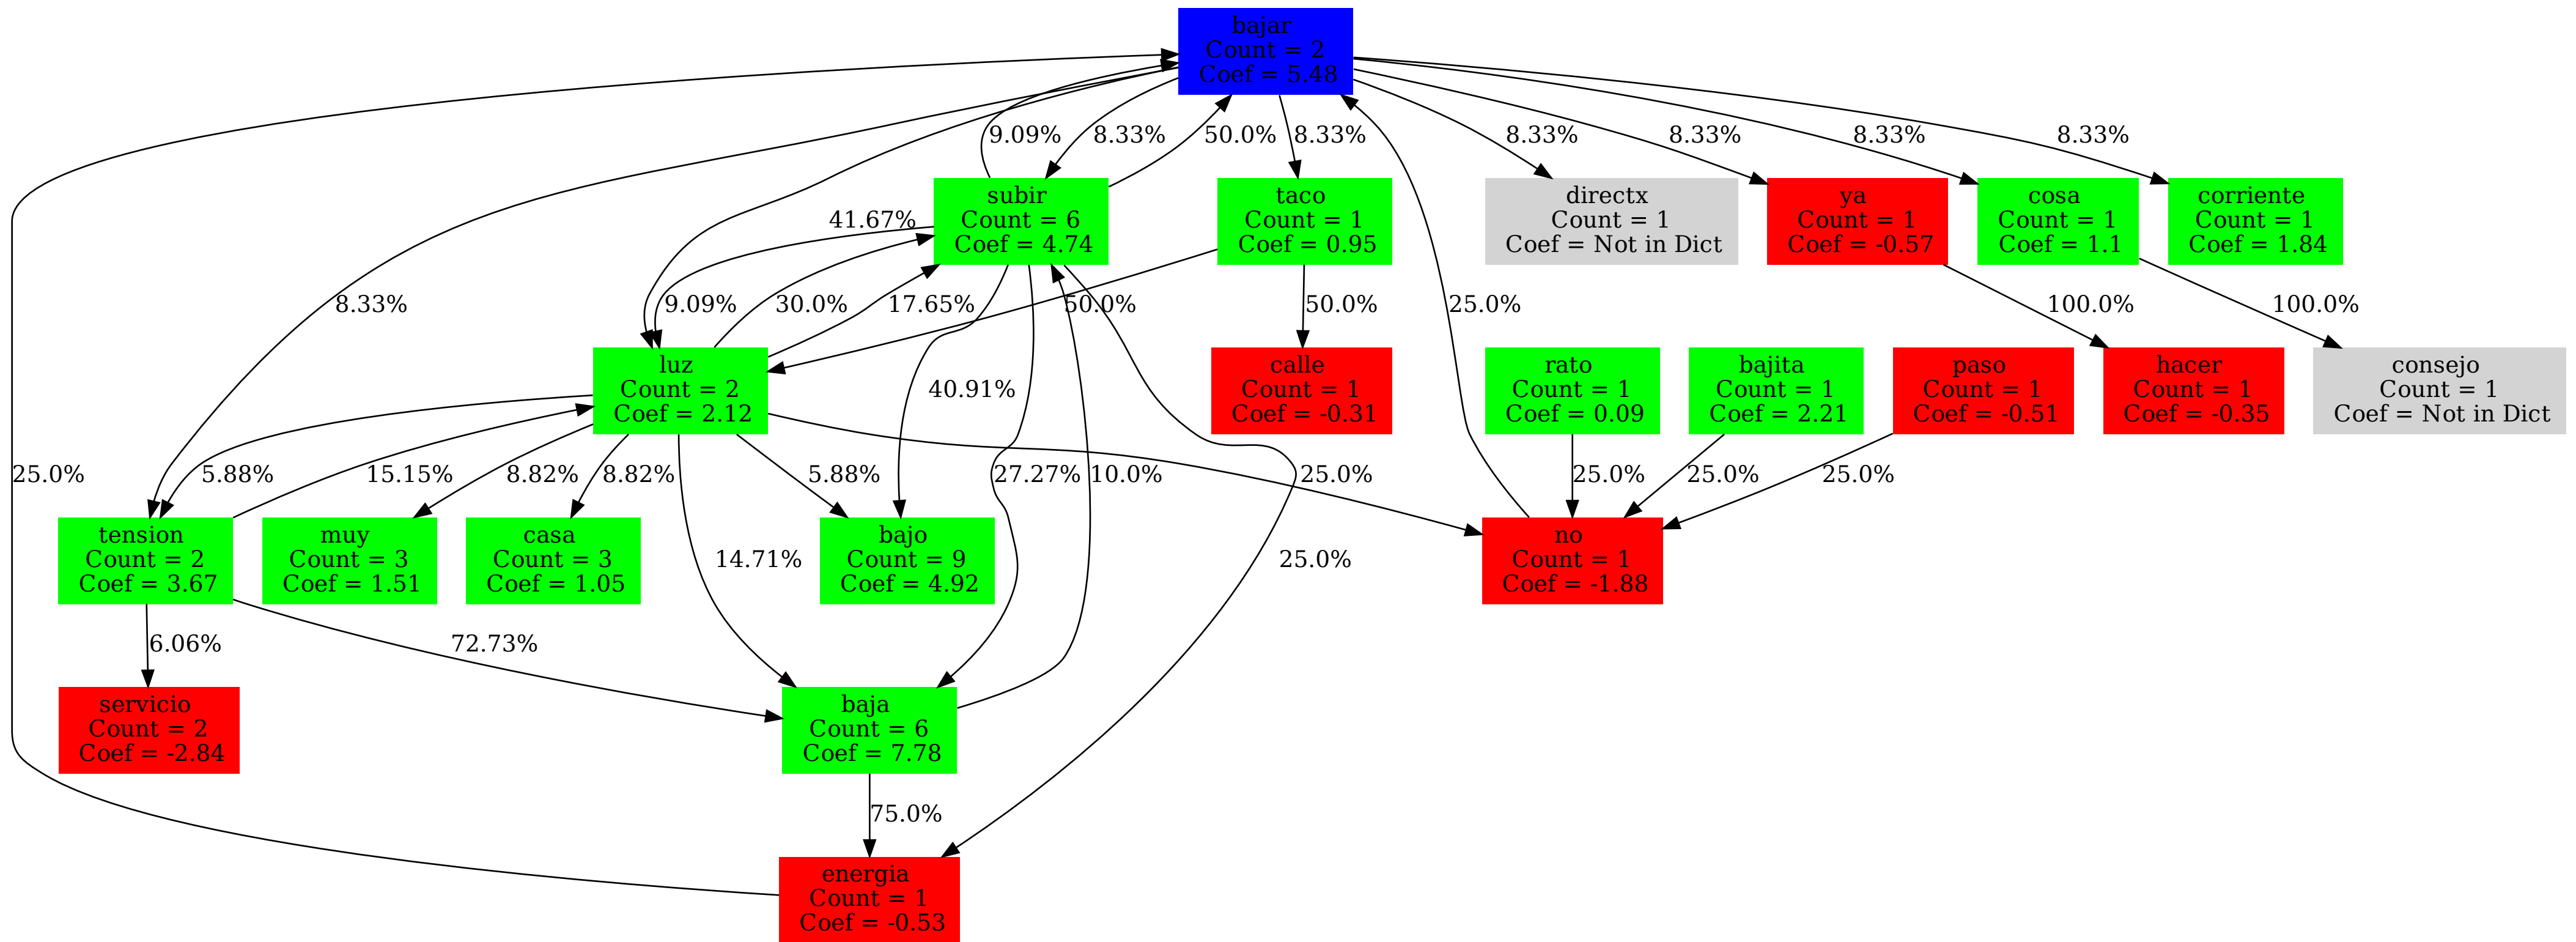 bajar
Count = 2
Coef = 5.48
9.09%
8.33%
50.0%
8.33%
8.33%
8.33%
8.33%
8.33%
subir
Count = 6
Coef = 4.74
taco
Count = 1
Coef = 0.95
directx
Count = 1
Coef = Not in Dict
ya
Count = 1
Coef = -0.57
cosa
Count = 1
Coef = 1.1
corriente
Count = 1
Coef = 1.84
41.67%
8.33%
9.09%
30.0%
17.65%
50.0%
50.0%
25.0%
100.0%
100.0%
luz
Count = 2
Coef = 2.12
calle
Count = 1
Coef = -0.31
rato
Count = 1
Coef = 0.09
bajita
Count = 1
Coef = 2.21
paso
Count = 1
Coef = -0.51
hacer
Count = 1
Coef = -0.35
consejo
Count = 1
Coef = Not in Dict
40.91%
25.0%
5.88%
15.15%
8.82%
8.82%
5.88%
27.27%
10.0%
25.0%
25.0%
25.0%
25.0%
tension
Count = 2
Coef = 3.67
muy
Count = 3
Coef = 1.51
casa
Count = 3
Coef = 1.05
bajo
Count = 9
Coef = 4.92
no
Count = 1
Coef = -1.88
14.71%
25.0%
6.06%
72.73%
servicio
Count = 2
Coef = -2.84
baja
Count = 6
Coef = 7.78
75.0%
energia
Count = 1
Coef = -0.53